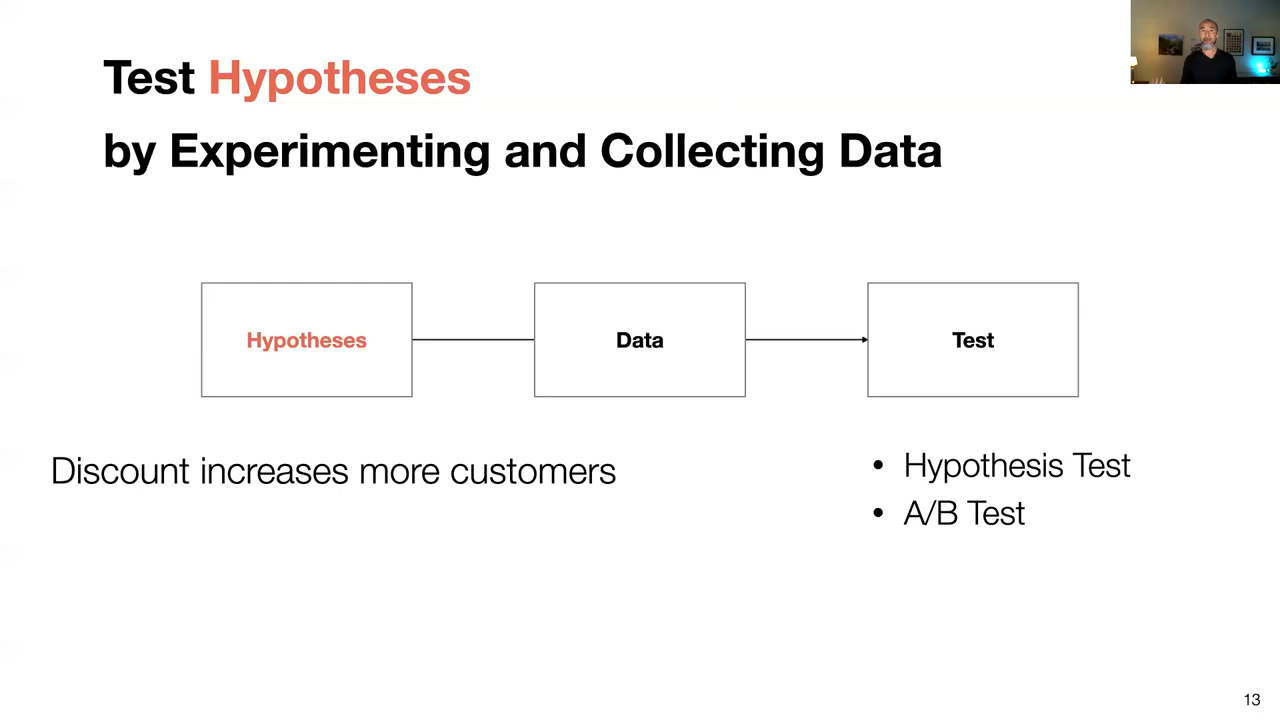 Test Hypotheses
by Experimenting and Collecting Data
Hypotheses
Data
Test
Discount increases more customers
• Hypothesis Test
• A/B Test
13